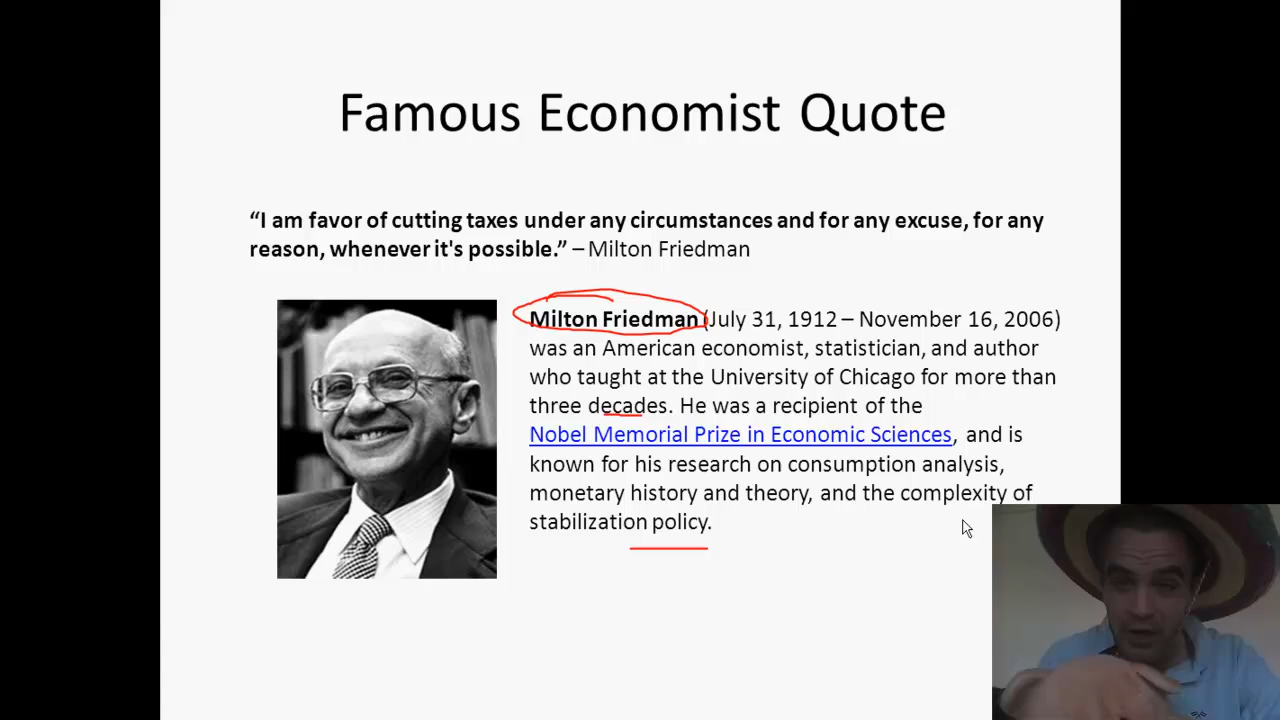 Famous Economist Quote
“I am favor of cutting taxes under any circumstances and for any excuse, for any
reason, whenever it's possible.” – Milton Friedman
Milton Friedman (July 31, 1912 – November 16, 2006)
was an American economist, statistician, and author
who taught at the University of Chicago for more than
three decades. He was a recipient of the
Nobel Memorial Prize in Economic Sciences, and is
known for his research on consumption analysis,
monetary history and theory, and the complexity of
stabilization policy.